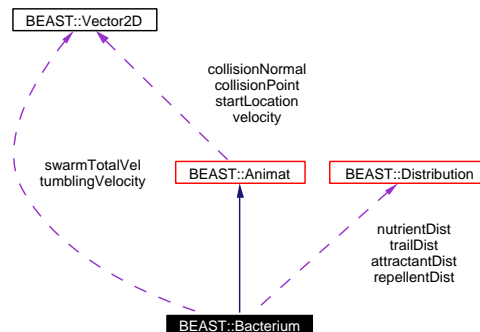 BEAST::Vector2D
collisionNormal
collisionPoint
startLocation
velocity
swarmTotalVel
tumblingVelocity
BEAST::Animat
BEAST::Distribution
nutrientDist
trailDist
attractantDist
repellentDist
BEAST::Bacterium